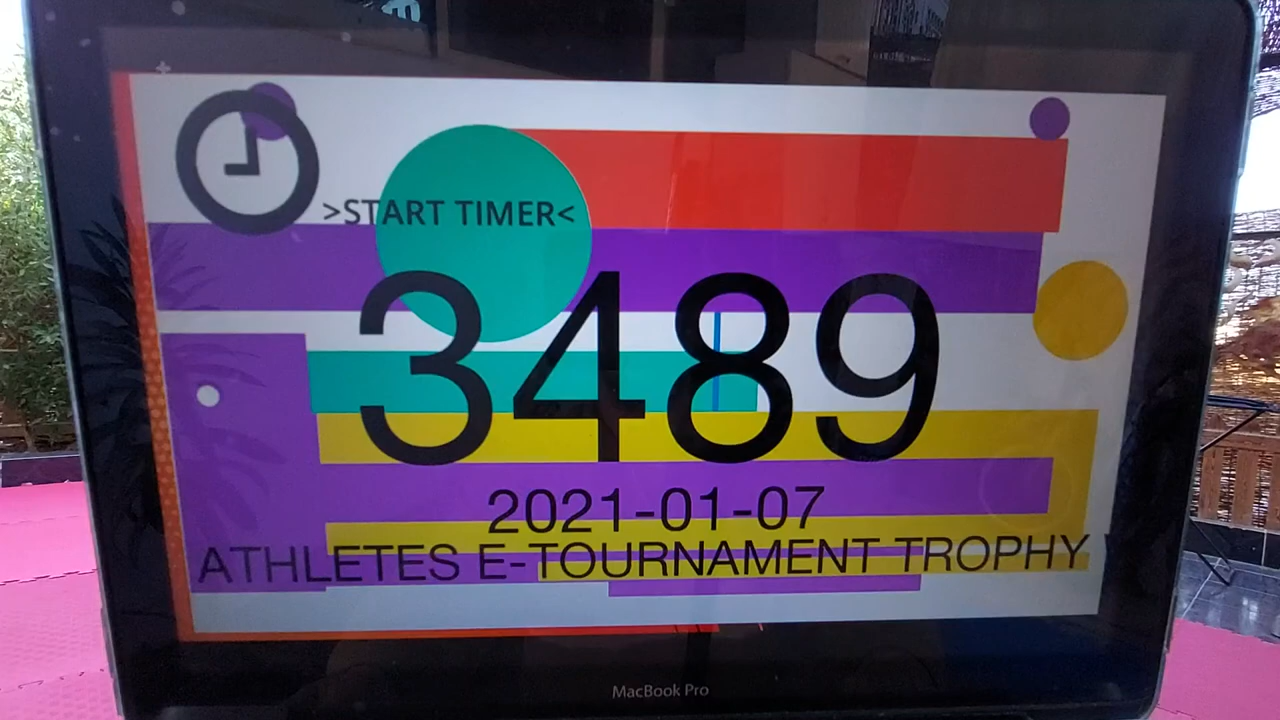 >START TIMER<
3489
2021-01-07
ATHLETES E-TOURNAMENT TROPHY
MacBook Pro